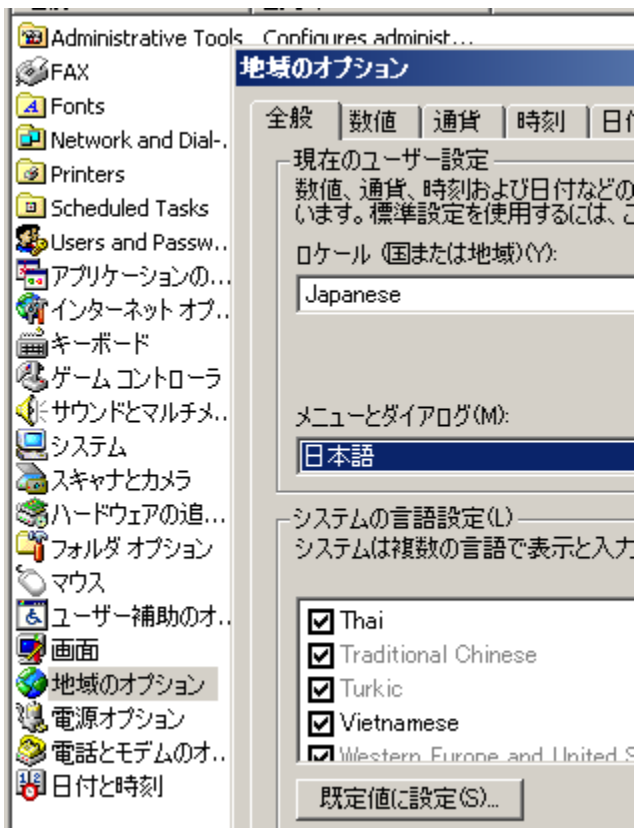 Administrative Tools Configures administ...
FAX
Fonts
Network and Dial-.
Printers
Scheduled Tasks
Users and Passw..
アプリケーションの...
インターネット オプ..
キーボード
ゲーム コントローラ
サウンドとマルチメ..
システム
スキャナとカメラ
ハードウェアの追...
フォルダ オプション
マウス
ユーザー補助のオ..
画面
地域のオプション
電源オプション
電話とモデムのオ..
日付と時刻
地域のオプション
全般 数値 通貨 時刻 日付
現在のユーザー設定
数値、通貨、時刻および日付などの
います。標準設定を使用するには、こ
ロケール (国または地域)(Y):
Japanese
メニューとダイアログ(M):
日本語
システムの言語設定(L)
システムは複数の言語で表示と入力
Thai
Traditional Chinese
Turkic
Vietnamese
Western Europe and United S
既定値に設定(S)...